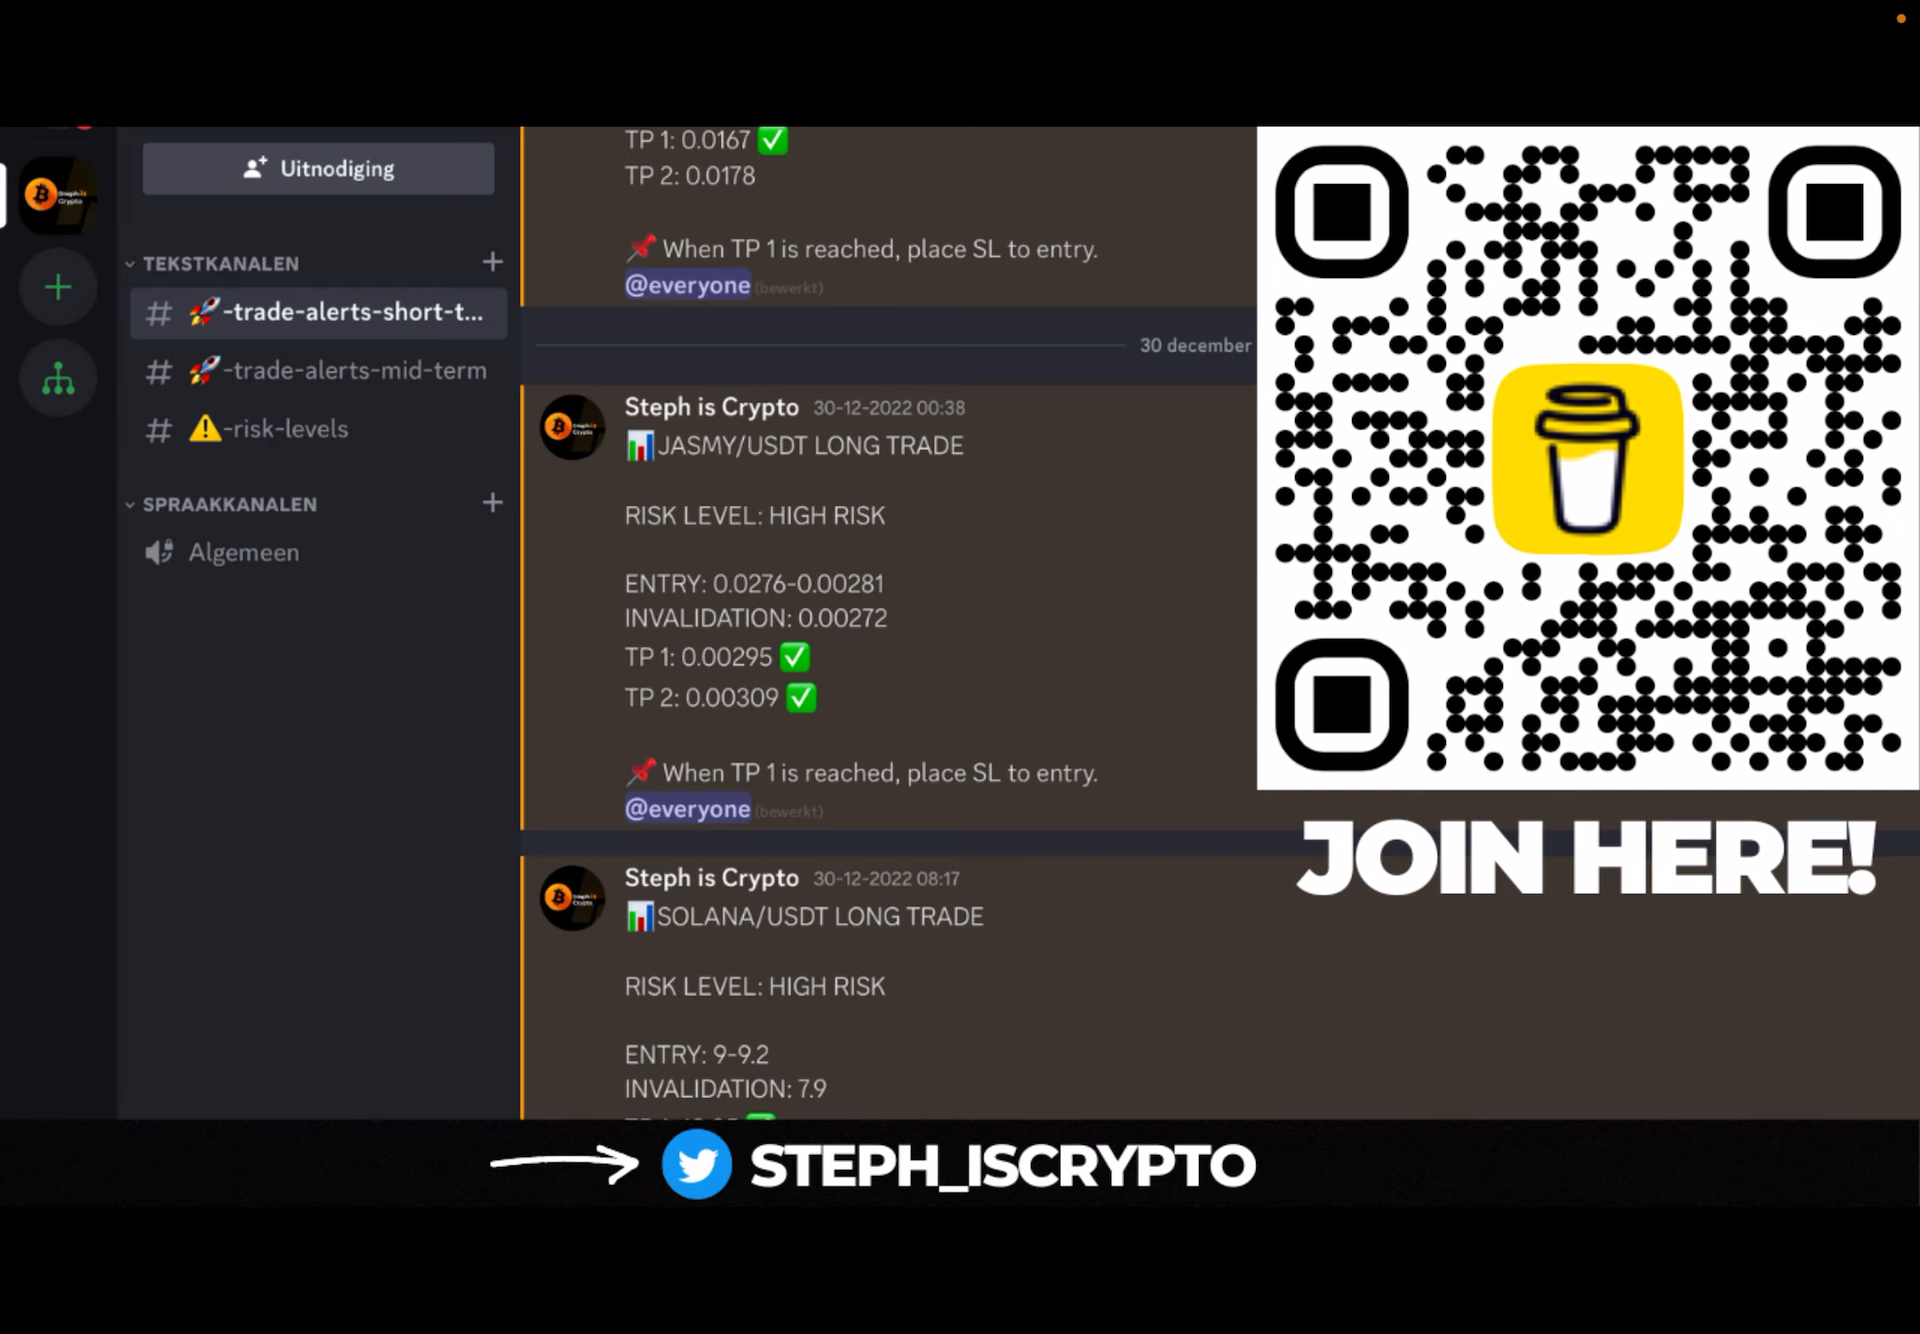 Uitnodiging
TEKSTKANALEN
-trade-alerts-short-t...
-trade-alerts-mid-term
-risk-levels
SPRAAKKANALEN
Algemeen
TP 1: 0.0167 ✅
TP 2: 0.0178
📌 When TP 1 is reached, place SL to entry.
@everyone (bewerkt)
30 december
Steph is Crypto 30-12-2022 00:38
📊JASMY/USDT LONG TRADE
RISK LEVEL: HIGH RISK
ENTRY: 0.0276-0.00281
INVALIDATION: 0.00272
TP 1: 0.00295 ✅
TP 2: 0.00309 ✅
📌 When TP 1 is reached, place SL to entry.
@everyone (bewerkt)
Steph is Crypto 30-12-2022 08:17
📊SOLANA/USDT LONG TRADE
RISK LEVEL: HIGH RISK
ENTRY: 9-9.2
INVALIDATION: 7.9
JOIN HERE!
STEPH_ISCRYPTO